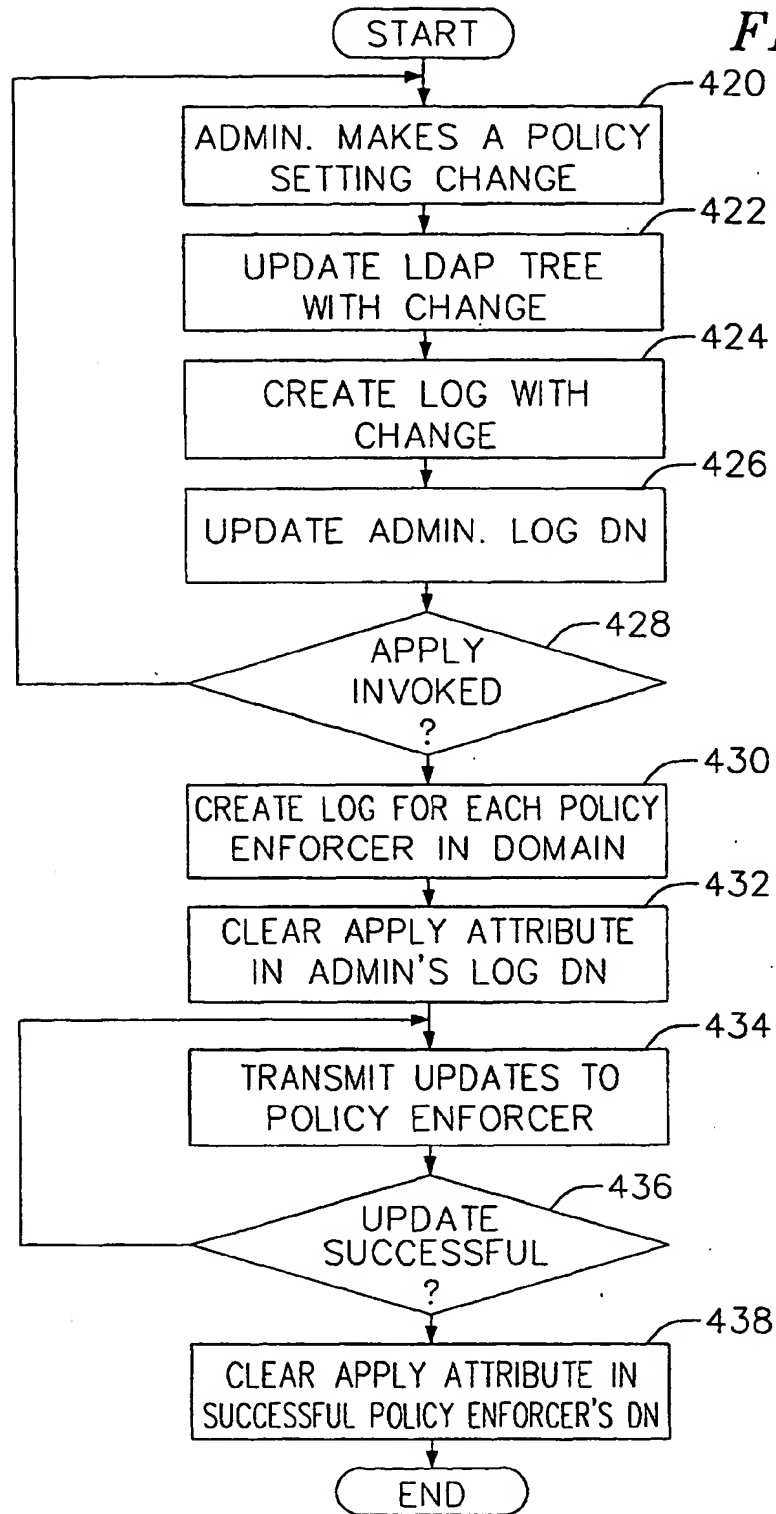 START
420
ADMIN. MAKES A POLICY
SETTING CHANGE
422
UPDATE LDAP TREE
WITH CHANGE
424
CREATE LOG WITH
CHANGE
426
UPDATE ADMIN. LOG DN
428
APPLY
INVOKED
?
430
CREATE LOG FOR EACH POLICY
ENFORCER IN DOMAIN
432
CLEAR APPLY ATTRIBUTE
IN ADMIN'S LOG DN
434
TRANSMIT UPDATES TO
POLICY ENFORCER
436
UPDATE
SUCCESSFUL
?
438
CLEAR APPLY ATTRIBUTE IN
SUCCESSFUL POLICY ENFORCER'S DN
END